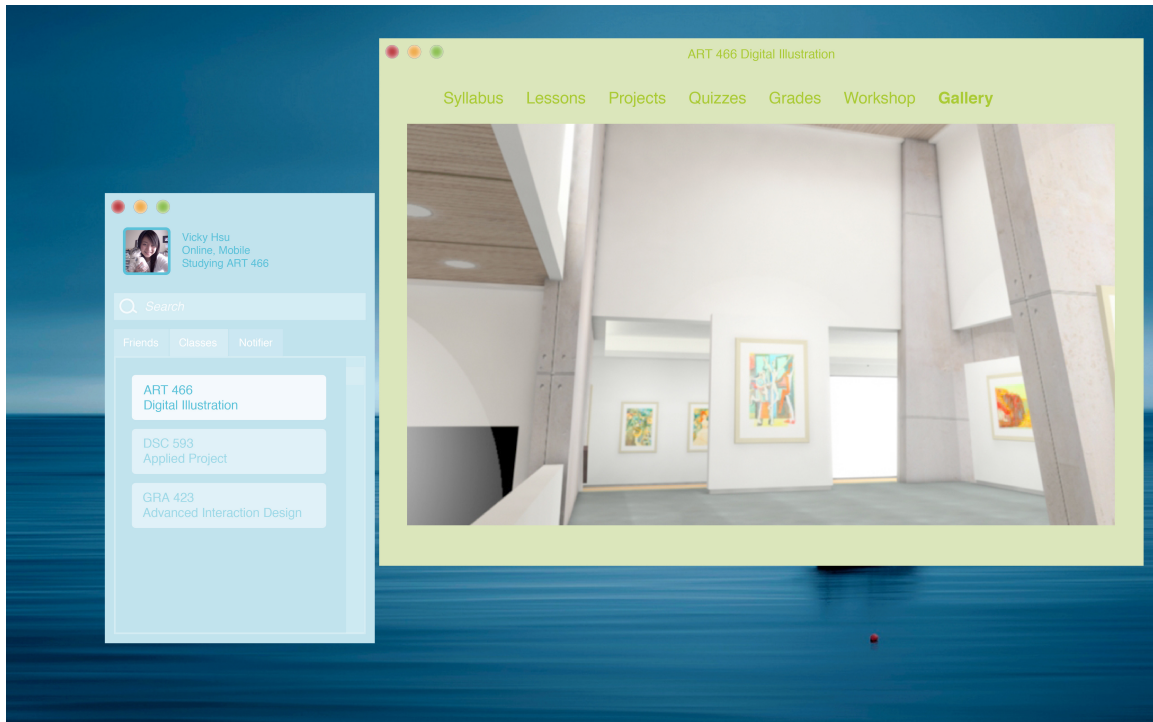 ART 466 Digital Illustration
Syllabus Lessons Projects Quizzes Grades Workshop Gallery
Vicky Hsu
Online, Mobile
Studying ART 466
Search
Friends Classes Notifier
ART 466
Digital Illustration
DSC 593
Applied Project
GRA 423
Advanced Interaction Design